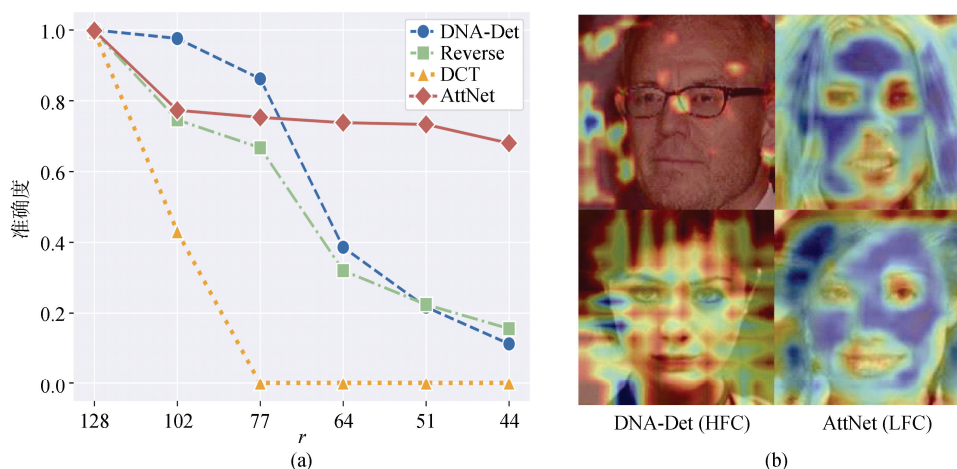 DNA-Det
Reverse
DCT
AttNet
1.0
0.8
0.6
0.4
0.2
0.0
准确度
128 102 77 64 51 44
r
(a)
DNA-Det (HFC) AttNet (LFC)
(b)